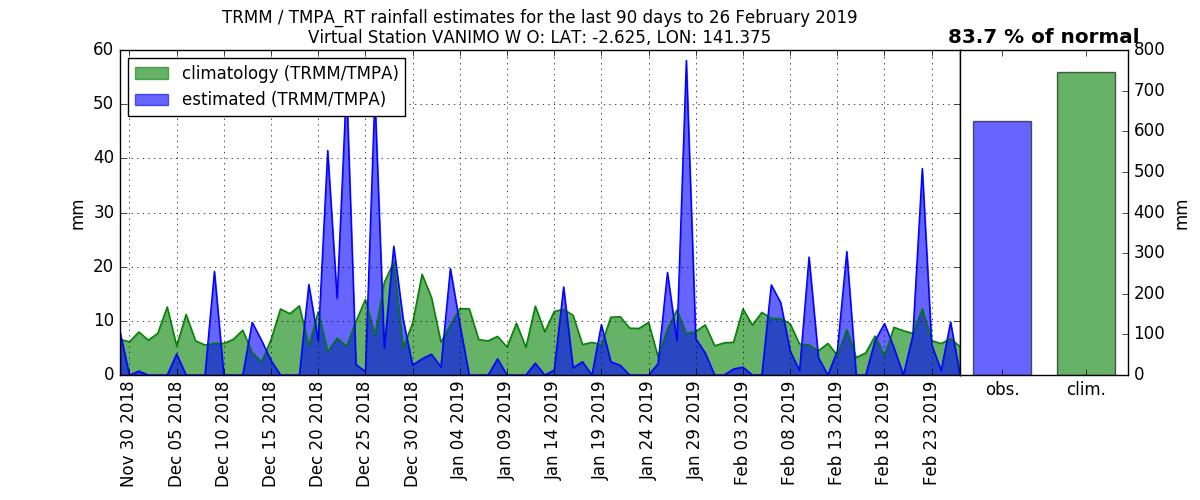 TRMM / TMPA_RT rainfall estimates for the last 90 days to 26 February 2019
Virtual Station VANIMO W O: LAT: -2.625, LON: 141.375
83.7 % of normal
climatology (TRMM/TMPA)
estimated (TRMM/TMPA)
60
50
40
30
20
10
0
mm
800
700
600
500
400
300
200
100
0
mm
obs.
clim.
Nov 30 2018
Dec 05 2018
Dec 10 2018
Dec 15 2018
Dec 20 2018
Dec 25 2018
Dec 30 2018
Jan 04 2019
Jan 09 2019
Jan 14 2019
Jan 19 2019
Jan 24 2019
Jan 29 2019
Feb 03 2019
Feb 08 2019
Feb 13 2019
Feb 18 2019
Feb 23 2019